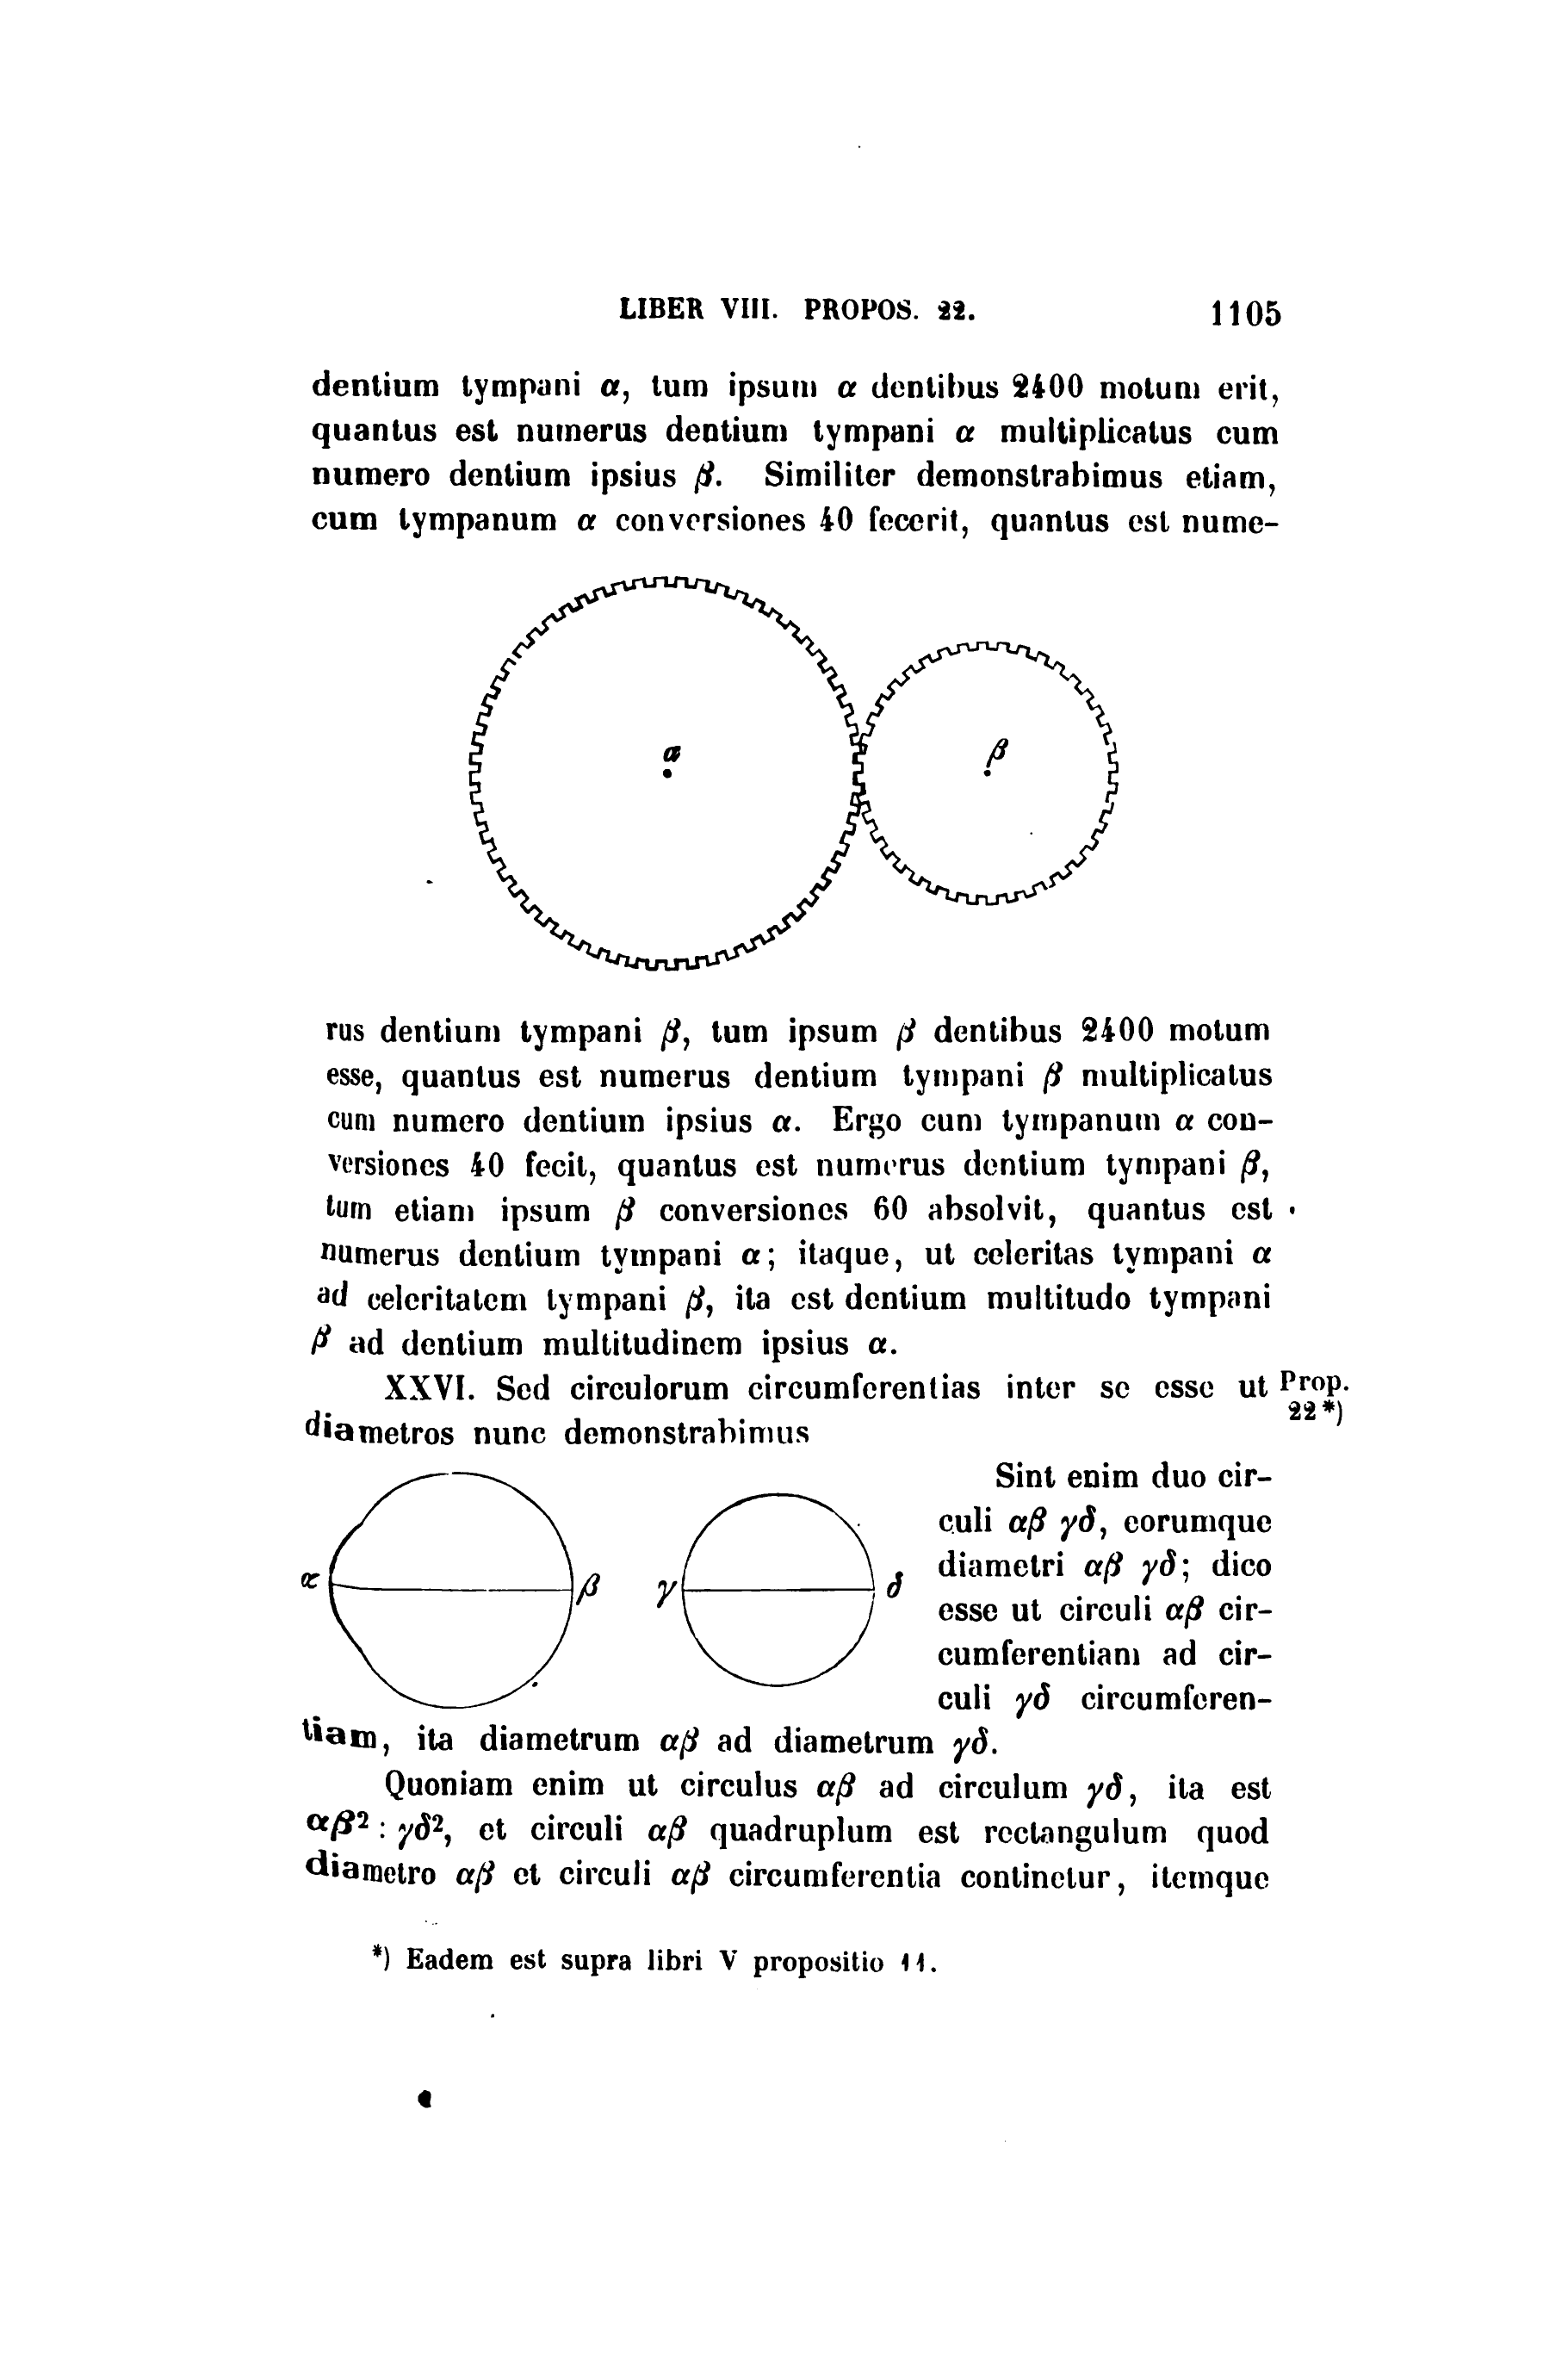 LIBER VIII. PROPOS. 22. 1105
dentium tympani α, tum ipsum α dentibus 2400 motum erit,
quantus est numerus dentium tympani α multiplicatus cum
numero dentium ipsius β. Similiter demonstrabimus etiam,
cum tympanum α conversiones 40 fecerit, quantus est nume-
α
β
rus dentium tympani β, tum ipsum β dentibus 2400 motum
esse, quantus est numerus dentium tympani β multiplicatus
cum numero dentium ipsius α. Ergo cum tympanum α con-
versiones 40 fecit, quantus est numerus dentium tympani β,
tum etiam ipsum β conversiones 60 absolvit, quantus est
numerus dentium tympani α; itaque, ut celeritas tympani α
ad celeritatem tympani β, ita est dentium multitudo tympani
β ad dentium multitudinem ipsius α.
XXVI. Sed circulorum circumferentias inter se esse ut Prop.
22*)
diametros nunc demonstrabimus
Sint enim duo cir-
culi αβ γδ, eorumque
diametri αβ γδ; dico
α β γ δ
esse ut circuli αβ cir-
cumferentiam ad cir-
culi γδ circumferen-
tiam, ita diametrum αβ ad diametrum γδ.
Quoniam enim ut circulus αβ ad circulum γδ, ita est
αβ² : γδ², et circuli αβ quadruplum est rectangulum quod
diametro αβ et circuli αβ circumferentia continetur, itemque
*) Eadem est supra libri V propositio 11.